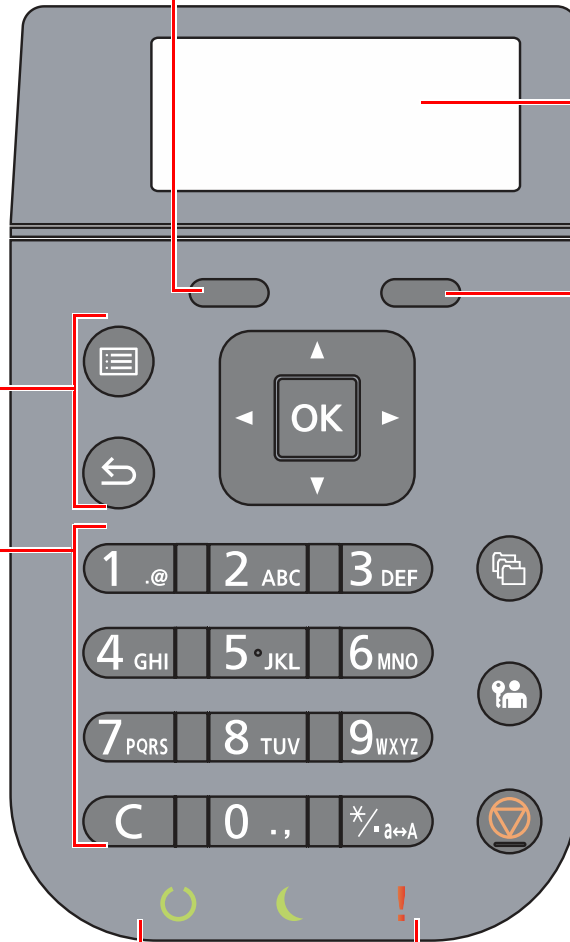 OK
1 .@ 2 ABC 3 DEF
4 GHI 5 JKL 6 MNO
7 PQRS 8 TUV 9 WXYZ
C 0 ., */. a↔A
!